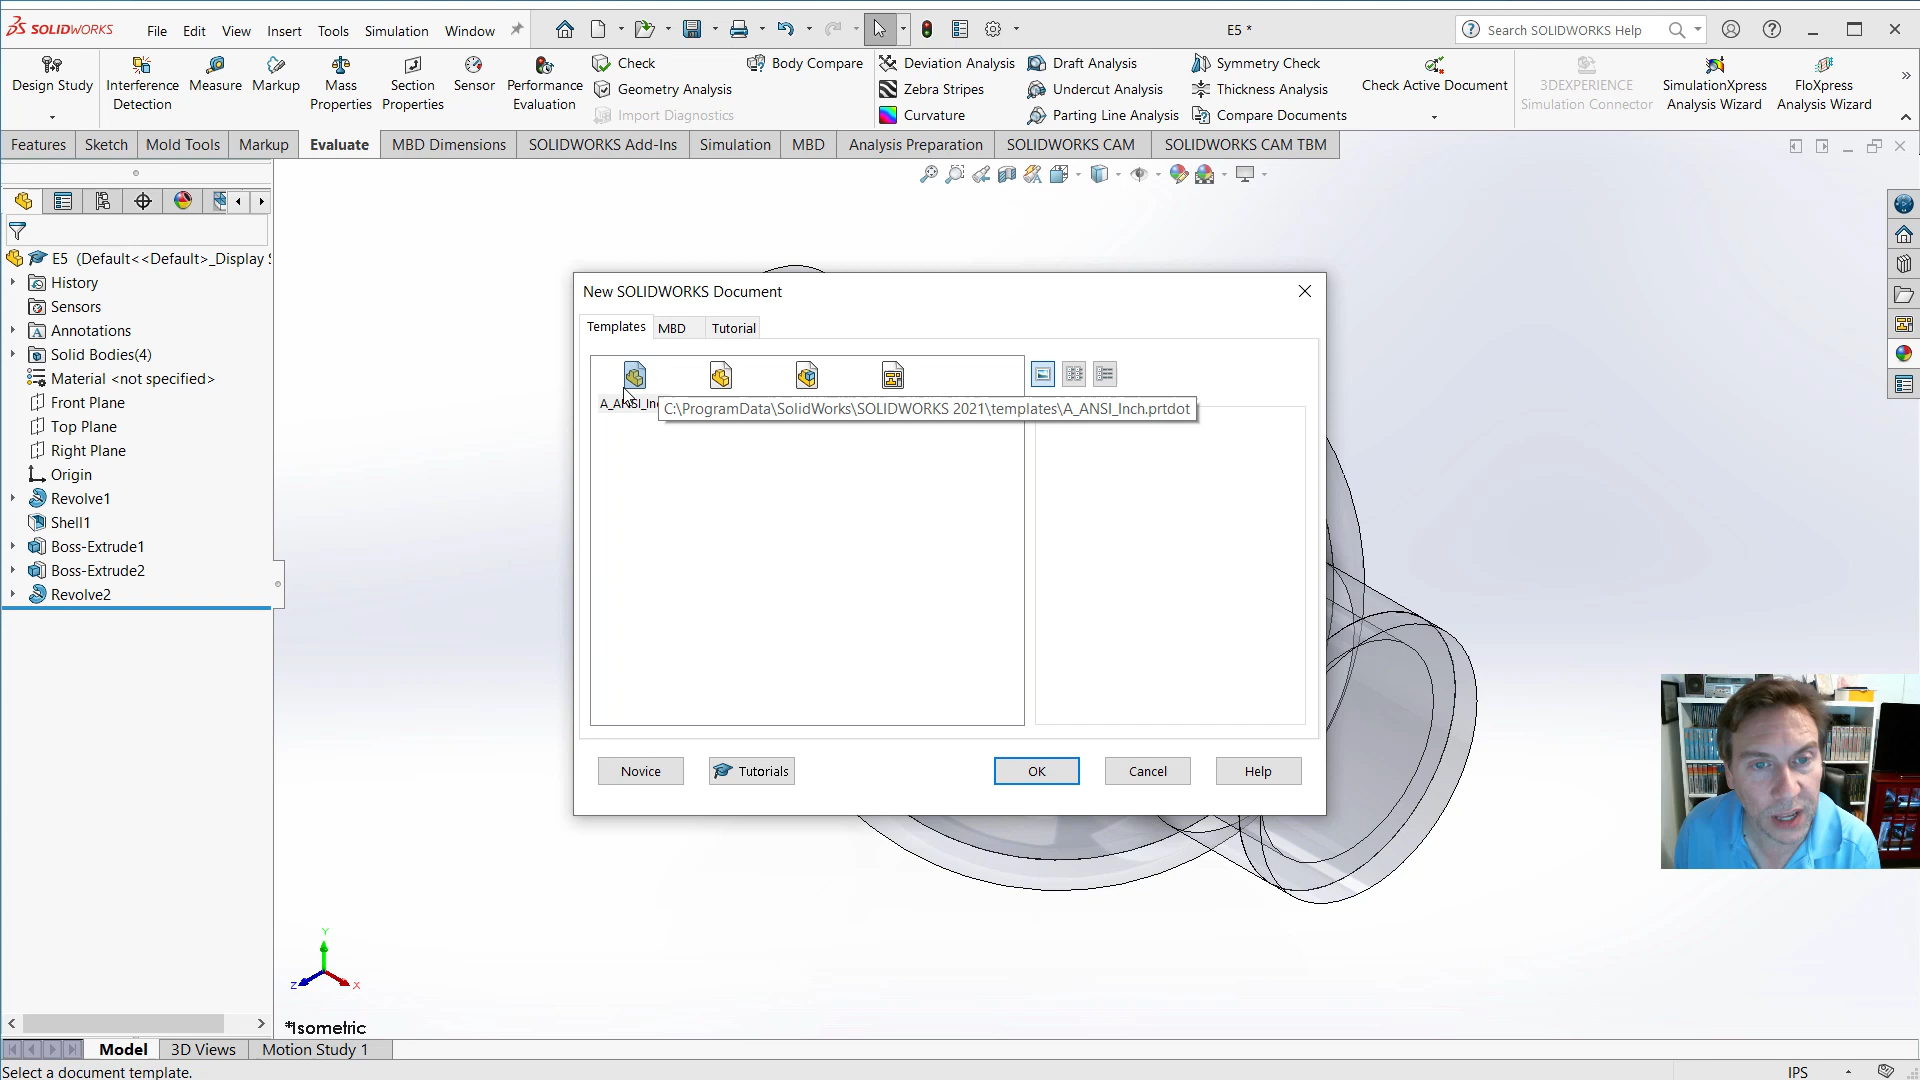 SOLIDWORKS File Edit View Insert Tools Simulation Window E5 * Search SOLIDWORKS Help
Design Study
Interference Detection
Measure
Markup
Mass Properties
Section Properties
Sensor
Performance Evaluation
Check
Geometry Analysis
Import Diagnostics
Body Compare
Deviation Analysis
Zebra Stripes
Curvature
Draft Analysis
Undercut Analysis
Parting Line Analysis
Symmetry Check
Thickness Analysis
Compare Documents
Check Active Document
3DEXPERIENCE Simulation Connector
SimulationXpress Analysis Wizard
FloXpress Analysis Wizard
Features Sketch Mold Tools Markup Evaluate MBD Dimensions SOLIDWORKS Add-Ins Simulation MBD Analysis Preparation SOLIDWORKS CAM SOLIDWORKS CAM TBM
E5 (Default<<Default>_Display
History
Sensors
Annotations
Solid Bodies(4)
Material <not specified>
Front Plane
Top Plane
Right Plane
Origin
Revolve1
Shell1
Boss-Extrude1
Boss-Extrude2
Revolve2
New SOLIDWORKS Document
Templates MBD Tutorial
C:\ProgramData\SolidWorks\SOLIDWORKS 2021\templates\A_ANSI_Inch.prtdot
Novice Tutorials OK Cancel Help
Y
Z X
*Isometric
Model 3D Views Motion Study 1
Select a document template. IPS